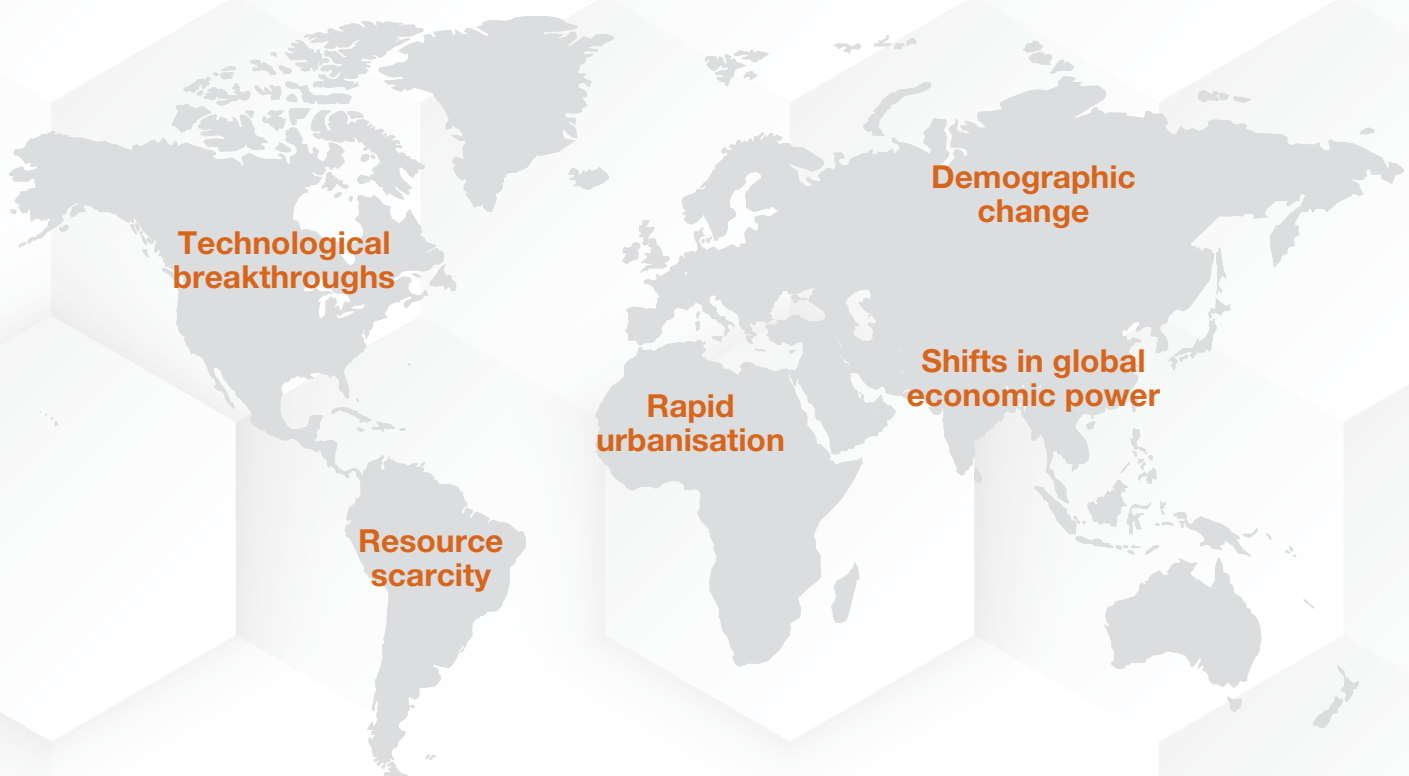 Demographic
change
Technological
breakthroughs
Shifts in global
economic power
Rapid
urbanisation
Resource
scarcity